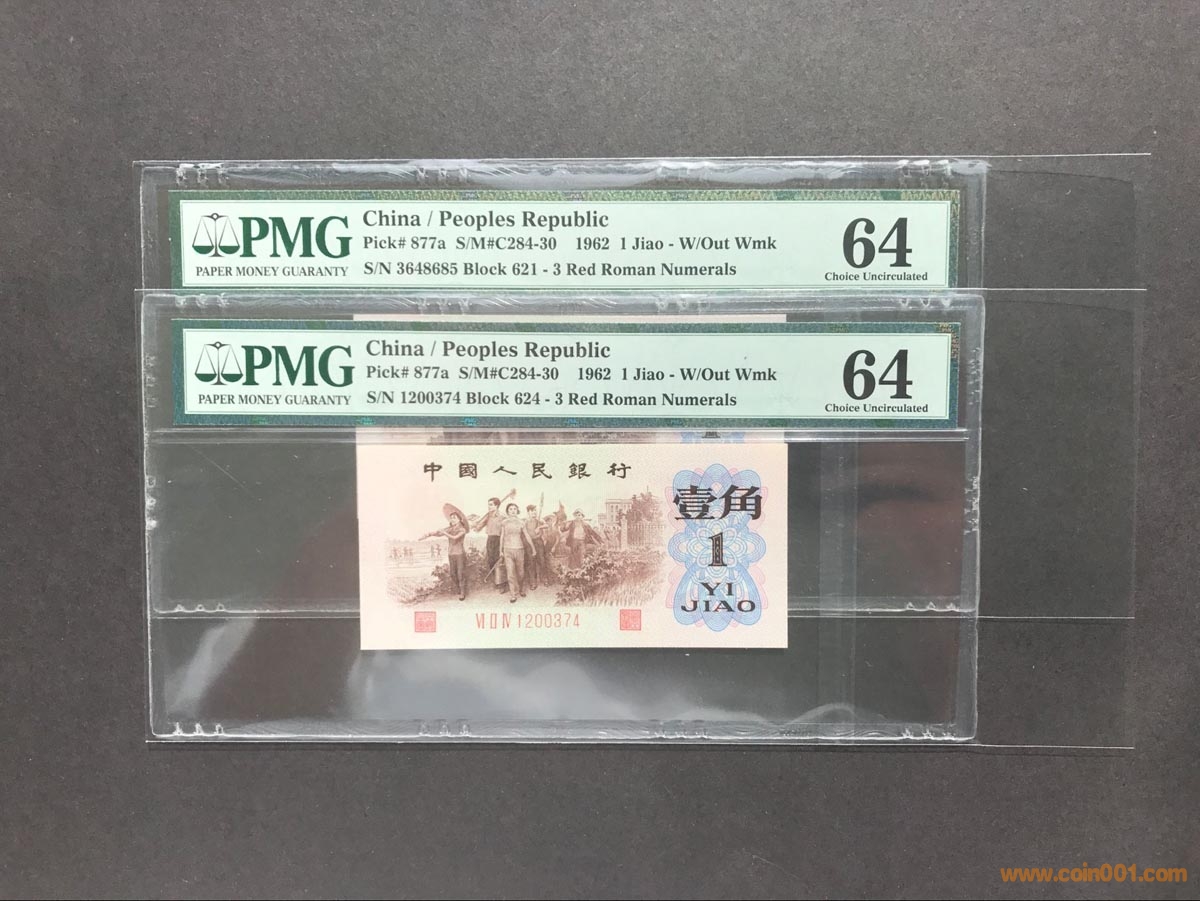 PMG
PAPER MONEY GUARANTY
China / Peoples Republic
Pick# 877a S/M#C284-30 1962 1 Jiao - W/Out Wmk
S/N 3648685 Block 621 - 3 Red Roman Numerals
64
Choice Uncirculated
PMG
PAPER MONEY GUARANTY
China / Peoples Republic
Pick# 877a S/M#C284-30 1962 1 Jiao - W/Out Wmk
S/N 1200374 Block 624 - 3 Red Roman Numerals
64
Choice Uncirculated
中國人民銀行
壹角
1
YI
JIAO
VI II IV 1200374
www.coin001.com